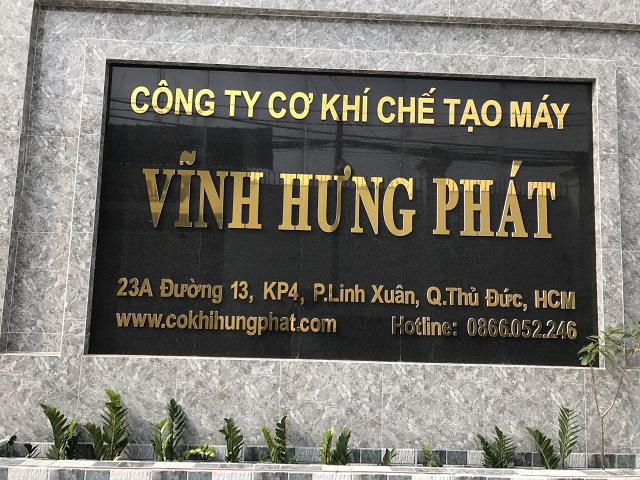 CÔNG TY CƠ KHÍ CHẾ TẠO MÁY
VĨNH HƯNG PHÁT
23A Đường 13, KP4, P.Linh Xuân, Q.Thủ Đức, HCM
www.cokhihungphat.com Hotline: 0866.052.246